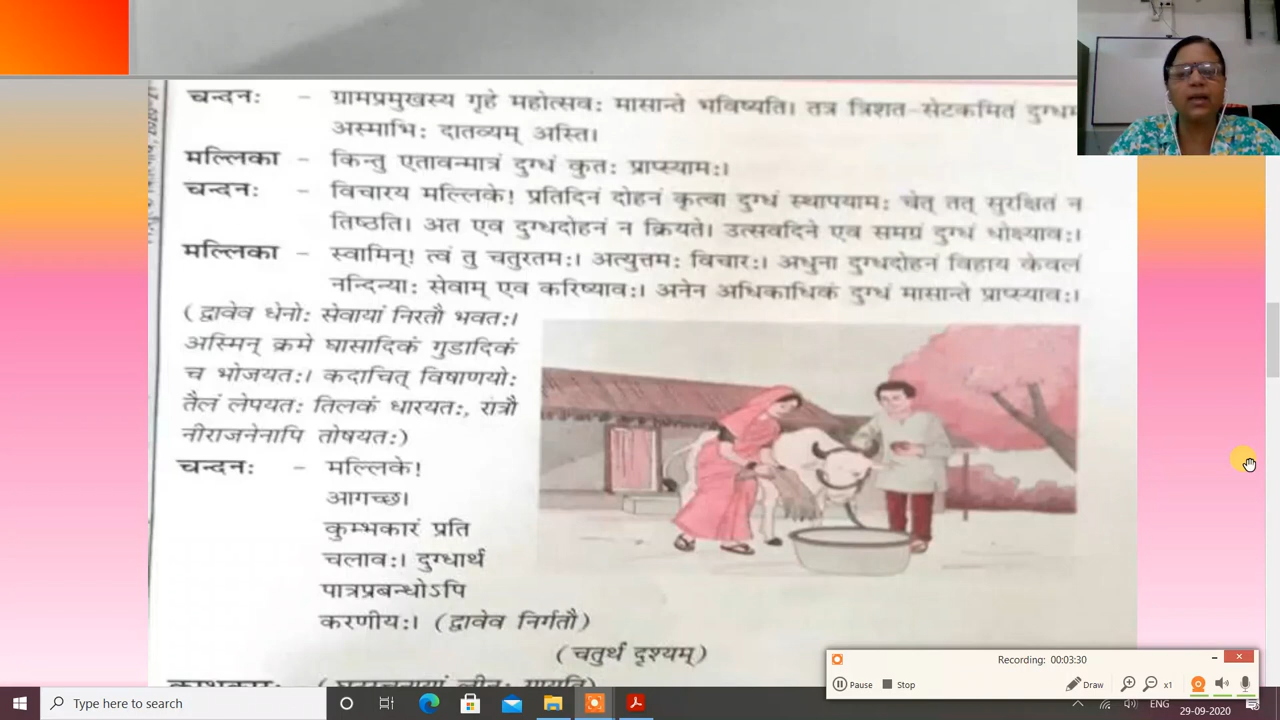 चन्दनः - ग्रामप्रमुखस्य गृहे महोत्सवः मासान्ते भविष्यति। तत्र त्रिशत-सेटकमितं
अस्माभिः दातव्यम् अस्ति।
मल्लिका - किन्तु एतावन्मात्रं दुग्धं कुतः प्राप्स्यामः।
चन्दनः - विचारय मल्लिके! प्रतिदिनं दोहनं कृत्वा दुग्धं स्थापयामः चेत् तत् सुरक्षितं न
तिष्ठति। अत एव दुग्धदोहनं न क्रियते। उत्सवदिने एव समग्रं दुग्धं धोक्ष्यावः।
मल्लिका - स्वामिन्! त्वं तु चतुरतमः। अत्युत्तमः विचारः। अधुना दुग्धदोहनं विहाय केवलं
नन्दिन्याः सेवाम् एव करिष्यावः। अनेन अधिकाधिकं दुग्धं मासान्ते प्राप्स्यावः।
(द्वावेव धेनोः सेवायां निरतौ भवतः।
अस्मिन् क्रमे घासादिकं गुडादिकं
च भोजयतः। कदाचित् विषाणयोः
तैलं लेपयतः तिलकं धारयतः, रात्रौ
नीराजनेनापि तोषयतः)
चन्दनः - मल्लिके!
आगच्छ।
कुम्भकारं प्रति
चलावः। दुग्धार्थं
पात्रप्रबन्धोऽपि
करणीयः। (द्वावेव निर्गतौ)
(चतुर्थं दृश्यम्)
Recording: 00:03:30
Pause Stop Draw x1
Type here to search
ENG
29-09-2020